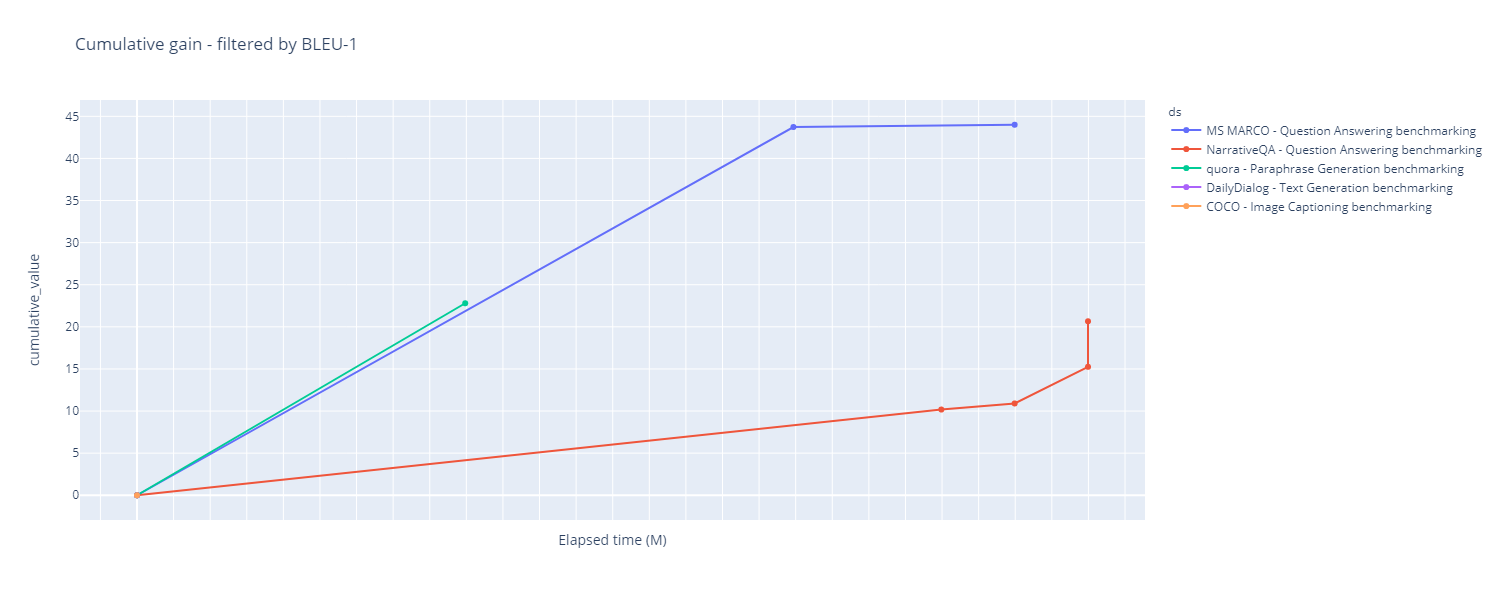 Cumulative gain - filtered by BLEU-1
45
40
35
30
25
20
15
10
5
0
cumulative_value
Elapsed time (M)
ds
MS MARCO - Question Answering benchmarking
NarrativeQA - Question Answering benchmarking
quora - Paraphrase Generation benchmarking
DailyDialog - Text Generation benchmarking
COCO - Image Captioning benchmarking